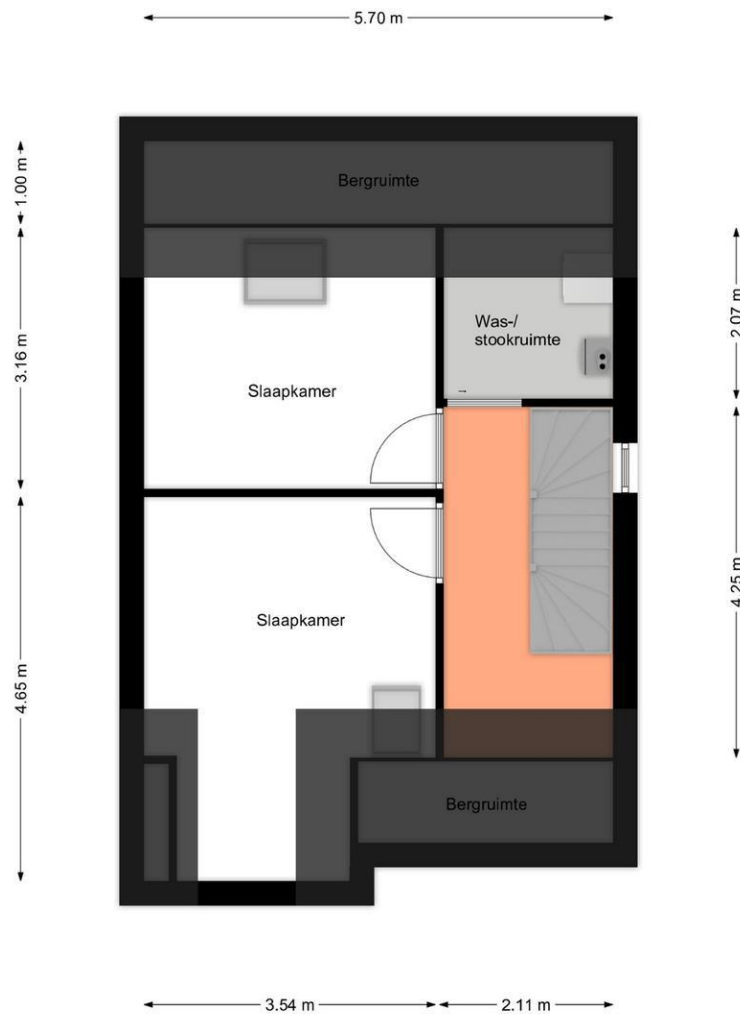 5.70 m
1.00 m
Bergruimte
3.16 m
2.07 m
Was-/
stookruimte
Slaapkamer
4.25 m
Slaapkamer
4.65 m
Bergruimte
3.54 m
2.11 m